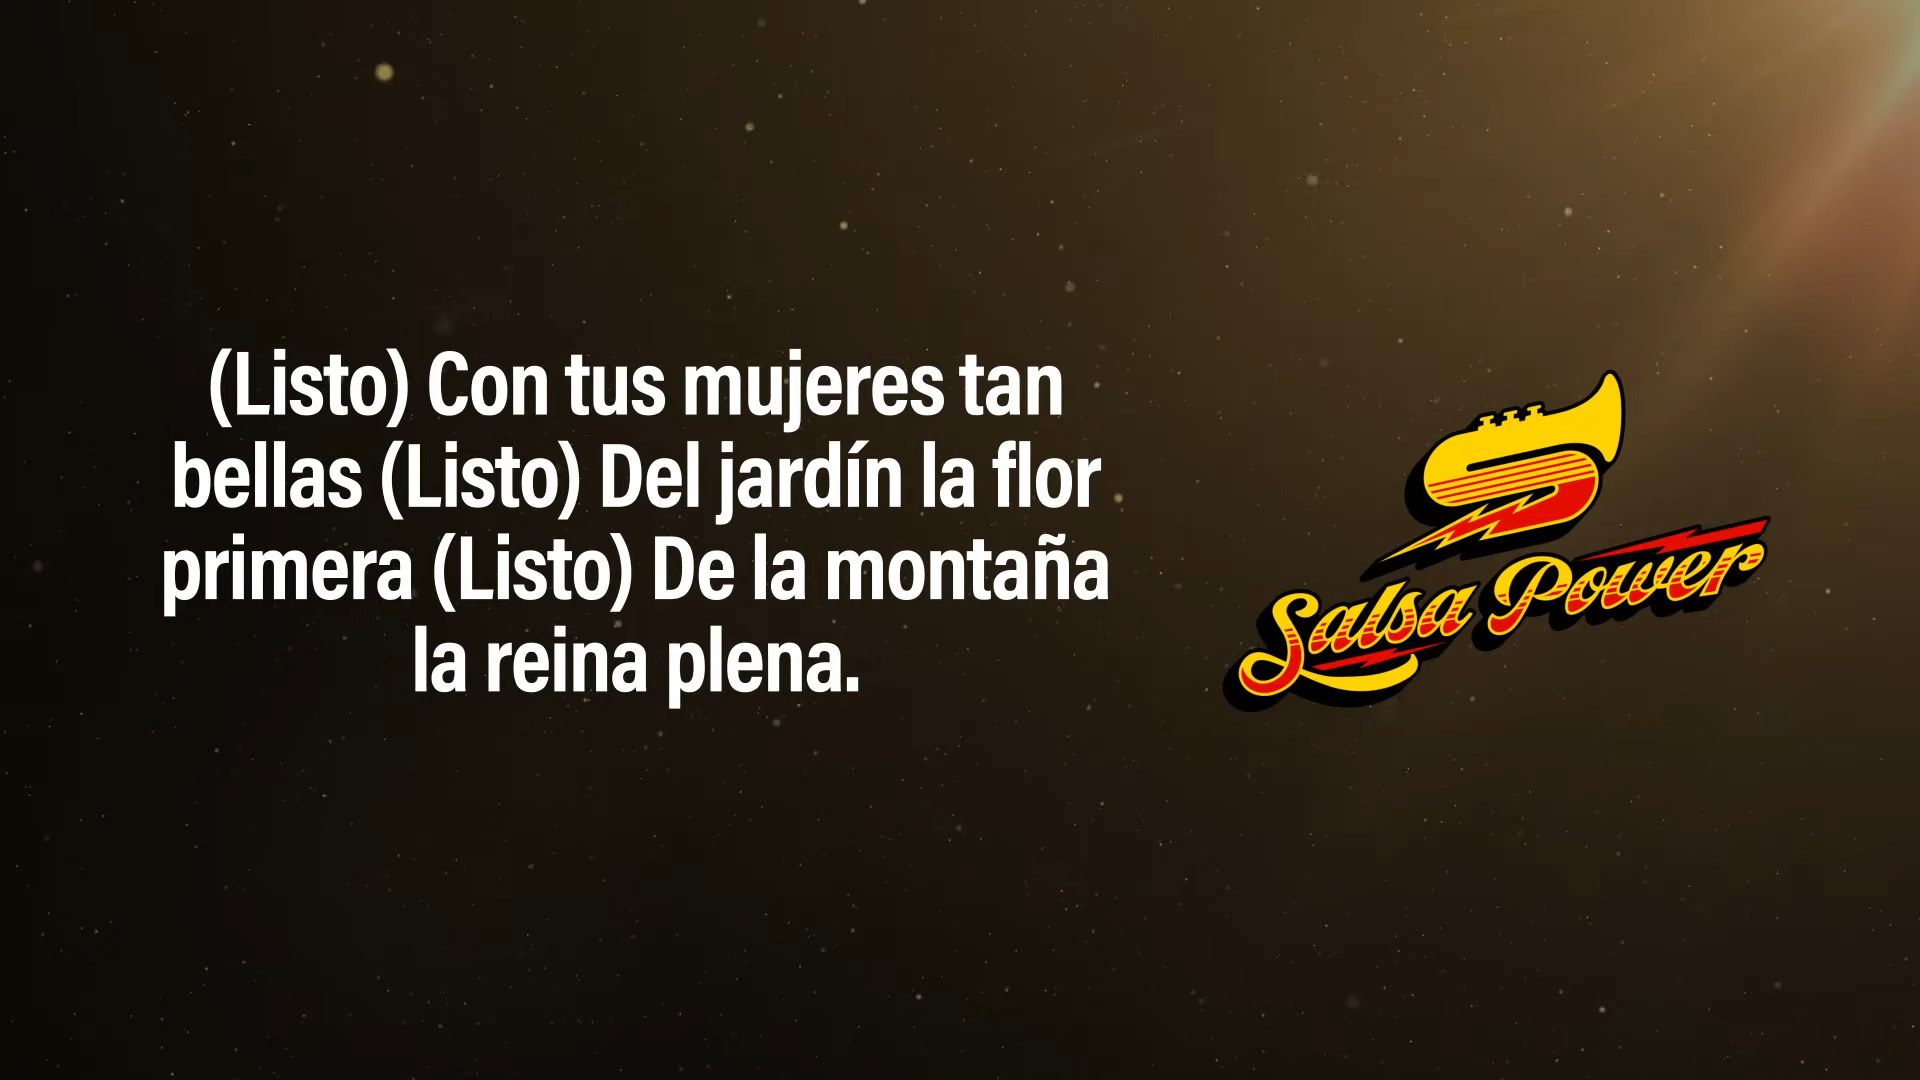 (Listo) Con tus mujeres tan
bellas (Listo) Del jardín la flor
primera (Listo) De la montaña
la reina plena.
Salsa Power